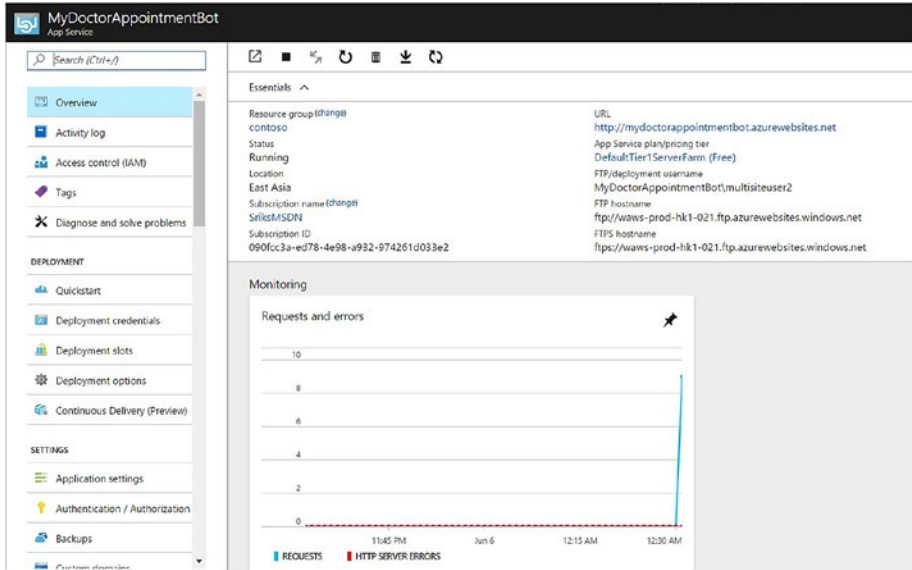 MyDoctorAppointmentBot
App Service
Search (Ctrl+/)
Overview
Activity log
Access control (IAM)
Tags
Diagnose and solve problems
DEPLOYMENT
Quickstart
Deployment credentials
Deployment slots
Deployment options
Continuous Delivery (Preview)
SETTINGS
Application settings
Authentication / Authorization
Backups
Custom domains
Essentials
Resource group (change)
contoso
Status
Running
Location
East Asia
Subscription name (change)
SriksMSDN
Subscription ID
090fcc3a-ed78-4e98-a932-974261d033e2
URL
http://mydoctorappointmentbot.azurewebsites.net
App Service plan/pricing tier
DefaultTier1ServerFarm (Free)
FTP/deployment username
MyDoctorAppointmentBot\multisiteuser2
FTP hostname
ftp://waws-prod-hk1-021.ftp.azurewebsites.windows.net
FTPS hostname
ftps://waws-prod-hk1-021.ftp.azurewebsites.windows.net
Monitoring
Requests and errors
10
8
6
4
2
0
11:45 PM Jun 6 12:15 AM 12:30 AM
REQUESTS HTTP SERVER ERRORS